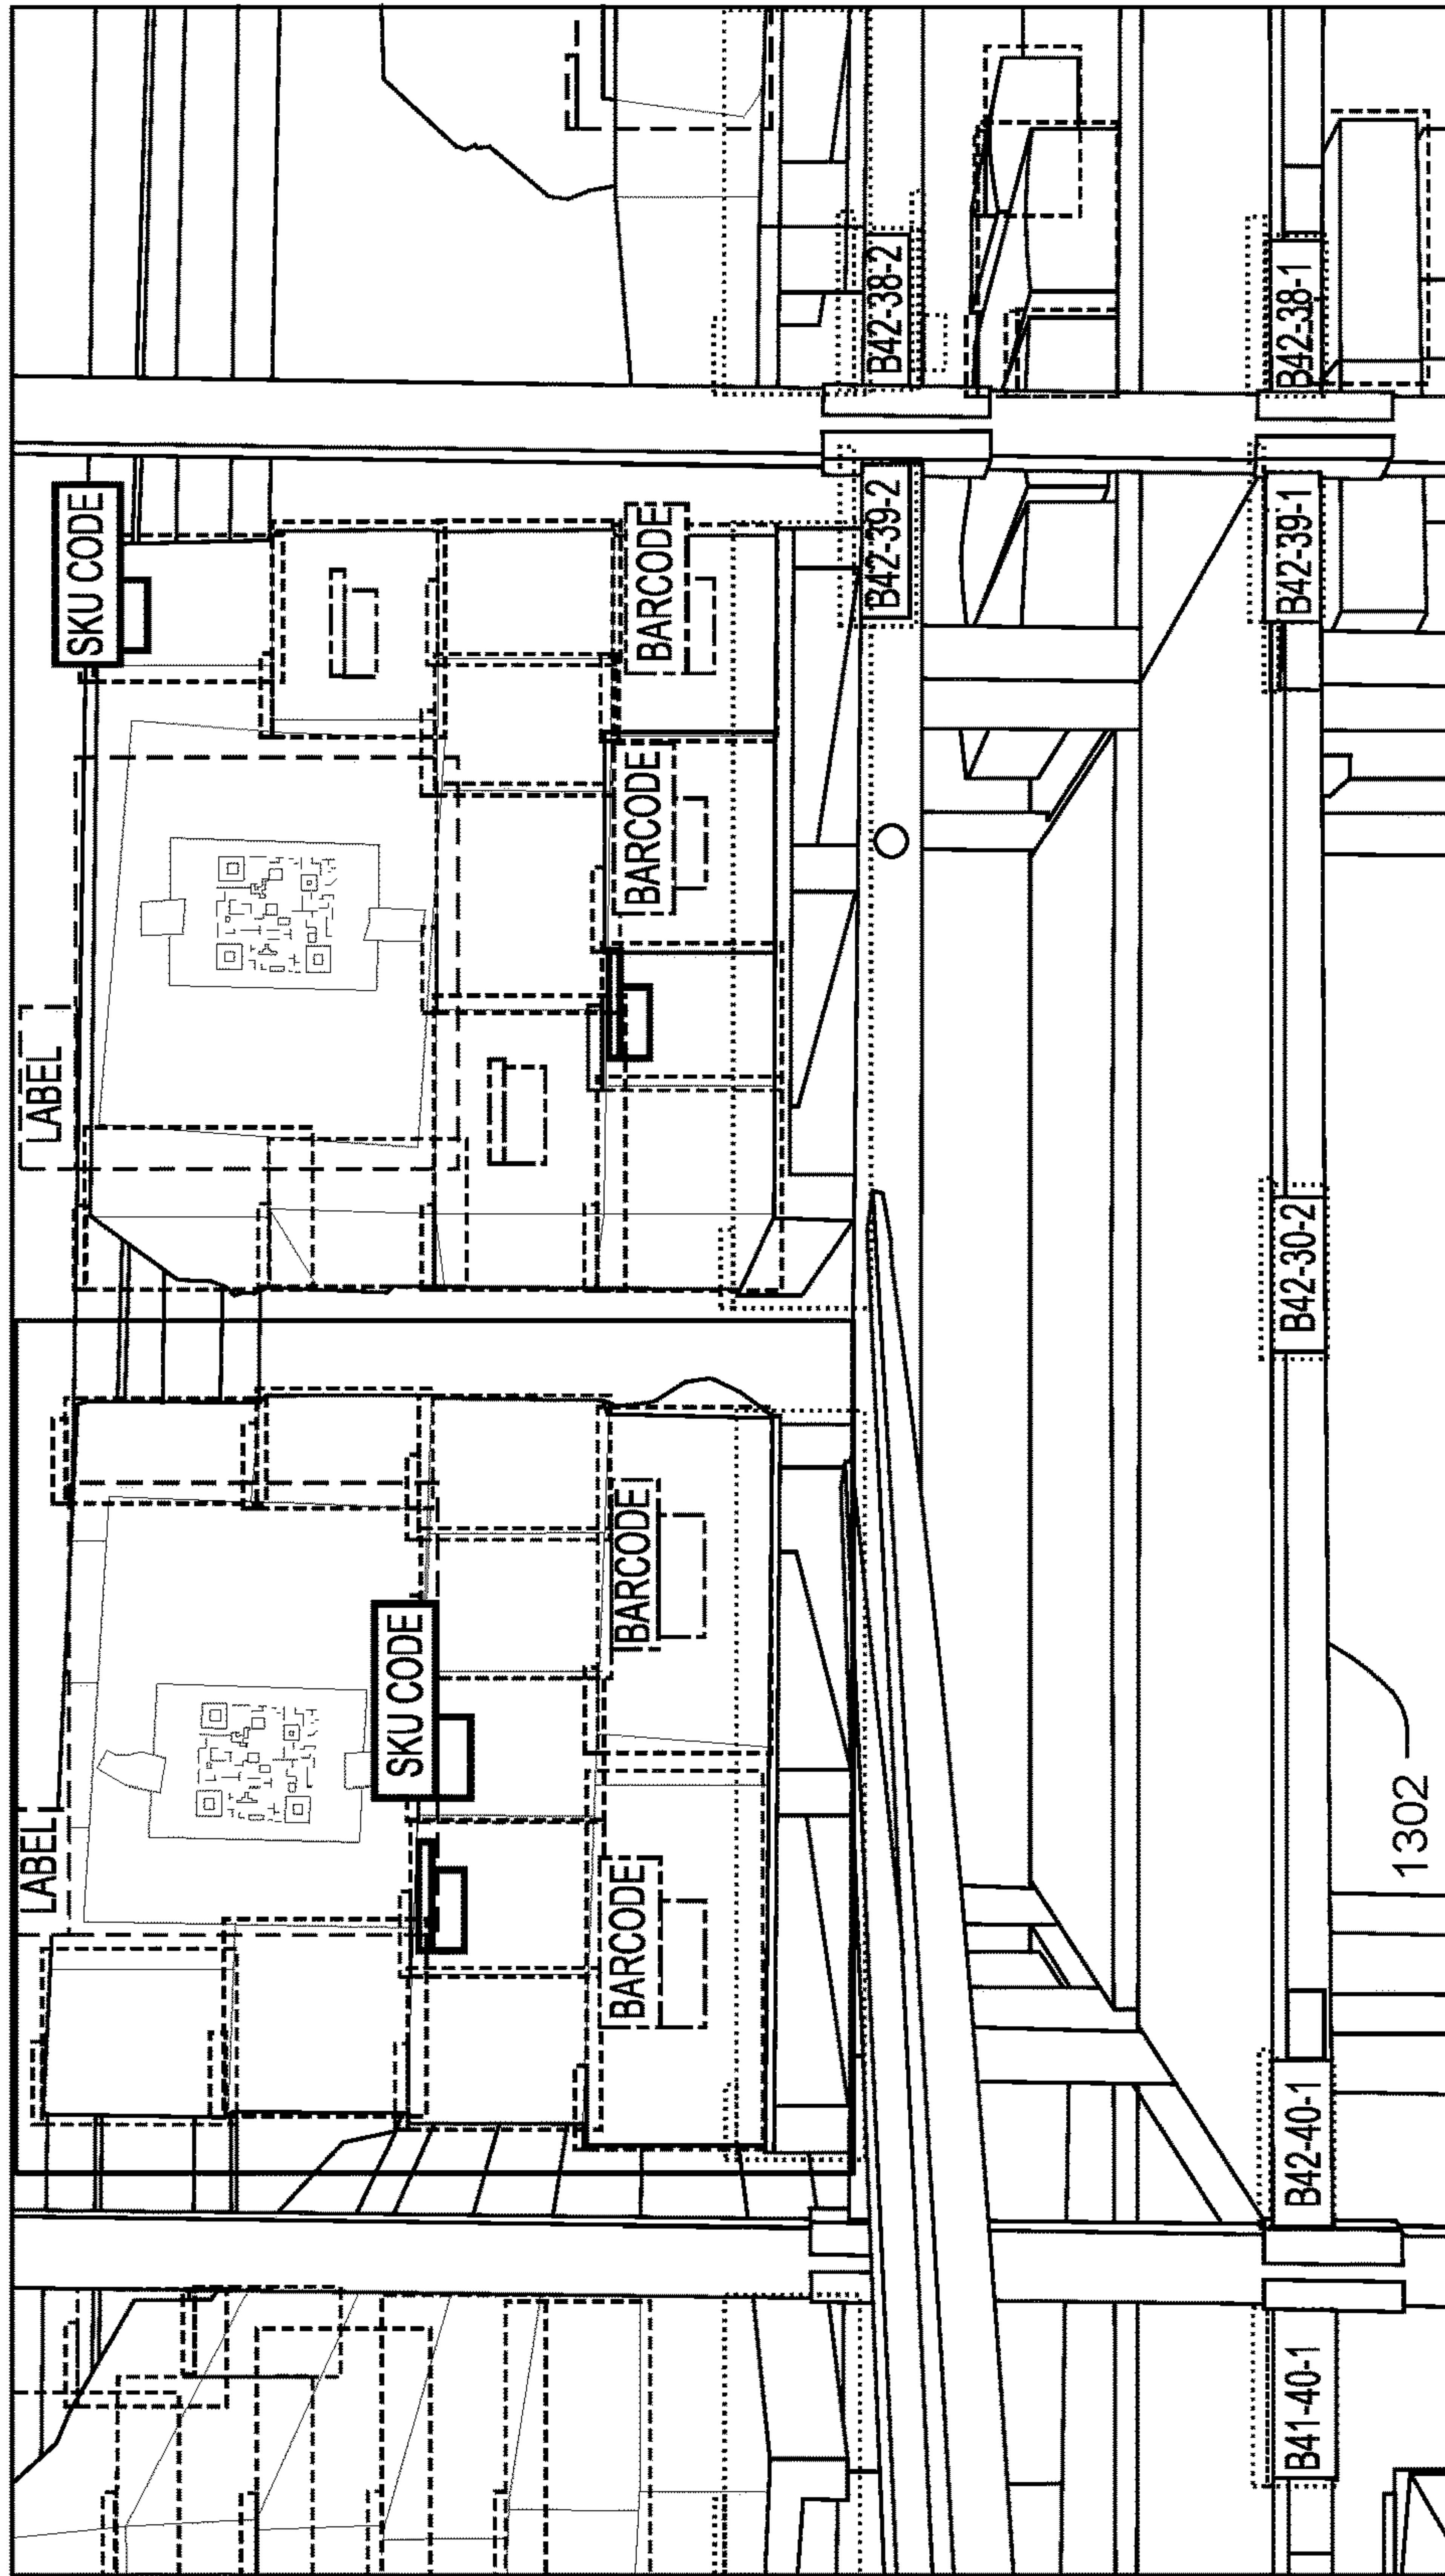 LABEL
LABEL
SKU CODE
SKU CODE
BARCODE
BARCODE
BARCODE
BARCODE
B42-39-2
B42-38-2
B41-40-1
B42-40-1
B42-30-2
B42-39-1
B42-38-1
1302